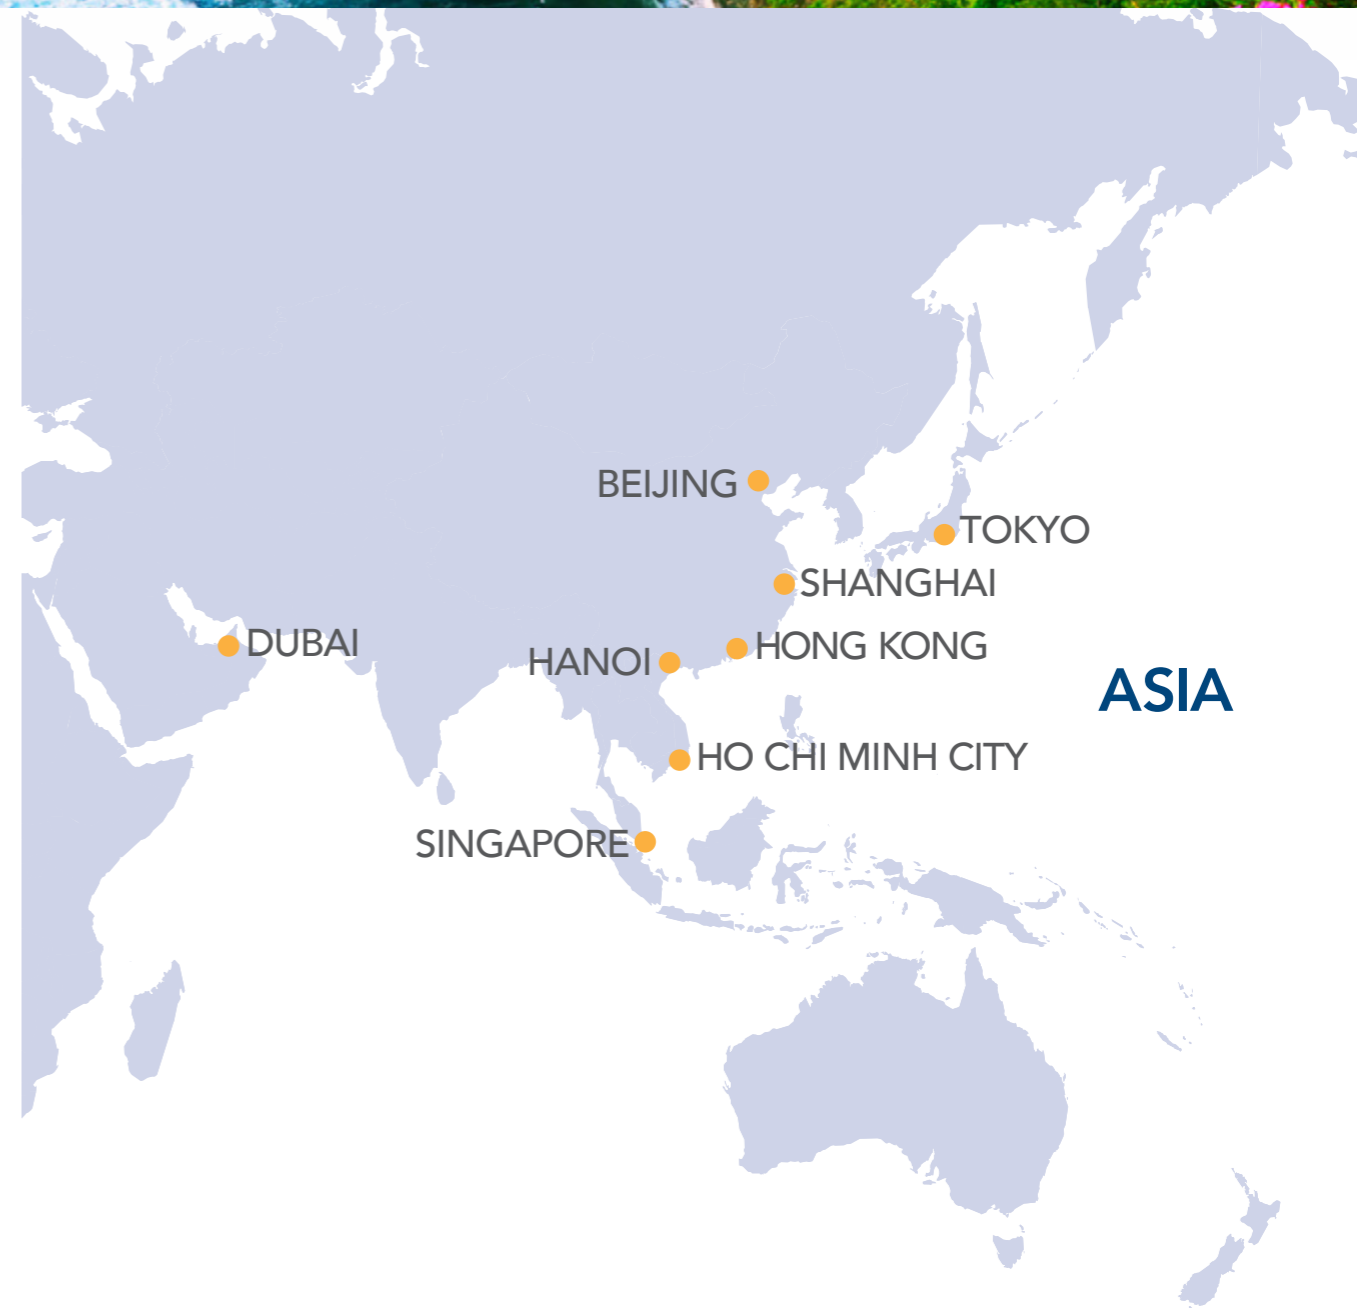 BEIJING
TOKYO
SHANGHAI
DUBAI
HANOI
HONG KONG
ASIA
HO CHI MINH CITY
SINGAPORE